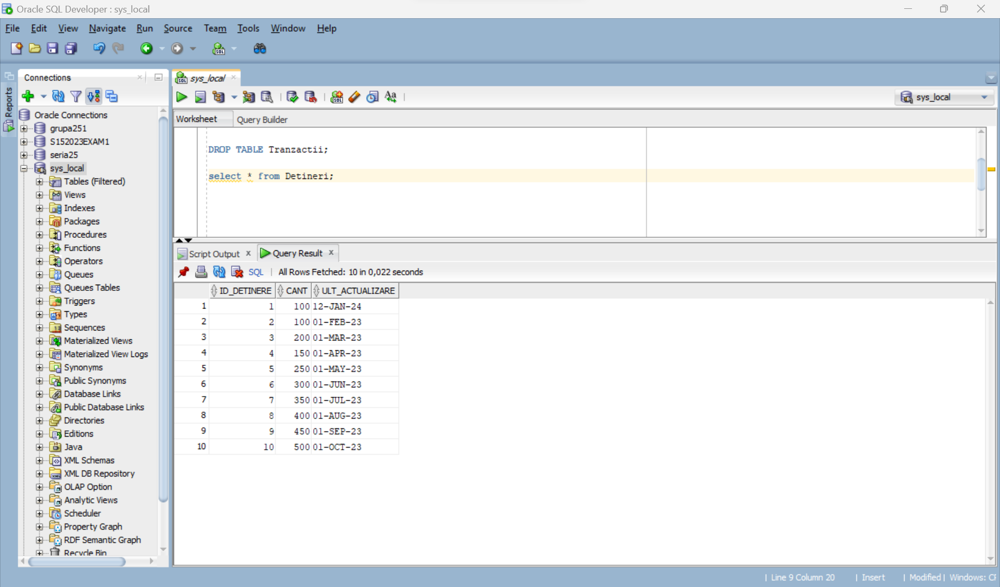 Oracle SQL Developer : sys_local
File Edit View Navigate Run Source Team Tools Window Help
Reports
Connections
Oracle Connections
grupa251
S152023EXAM1
seria25
sys_local
Tables (Filtered)
Views
Indexes
Packages
Procedures
Functions
Operators
Queues
Queues Tables
Triggers
Types
Sequences
Materialized Views
Materialized View Logs
Synonyms
Public Synonyms
Database Links
Public Database Links
Directories
Editions
Java
XML Schemas
XML DB Repository
OLAP Option
Analytic Views
Scheduler
Property Graph
RDF Semantic Graph
Recycle Bin
sys_local
sys_local
Worksheet Query Builder
DROP TABLE Tranzactii;
select * from Detineri;
Script Output Query Result
SQL | All Rows Fetched: 10 in 0,022 seconds
ID_DETINERE CANT ULT_ACTUALIZARE
1 1 100 12-JAN-24
2 2 100 01-FEB-23
3 3 200 01-MAR-23
4 4 150 01-APR-23
5 5 250 01-MAY-23
6 6 300 01-JUN-23
7 7 350 01-JUL-23
8 8 400 01-AUG-23
9 9 450 01-SEP-23
10 10 500 01-OCT-23
| Line 9 Column 20 | Insert | Modified | Windows: